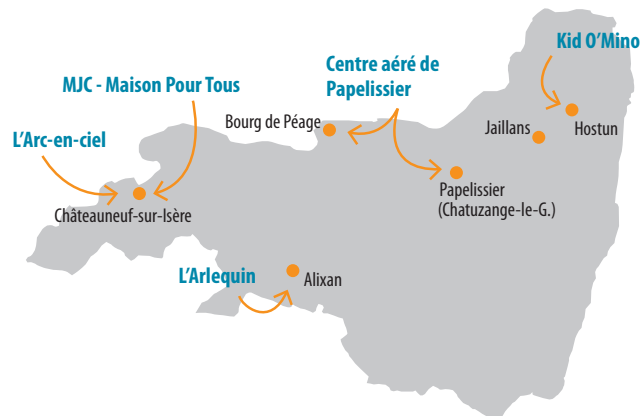 Kid O’Mino
Centre aéré de
Papelissier
MJC - Maison Pour Tous
Bourg de Péage
Jaillans
Hostun
L’Arc-en-ciel
Papelissier
(Chatuzange-le-G.)
Châteauneuf-sur-Isère
L’Arlequin
Alixan